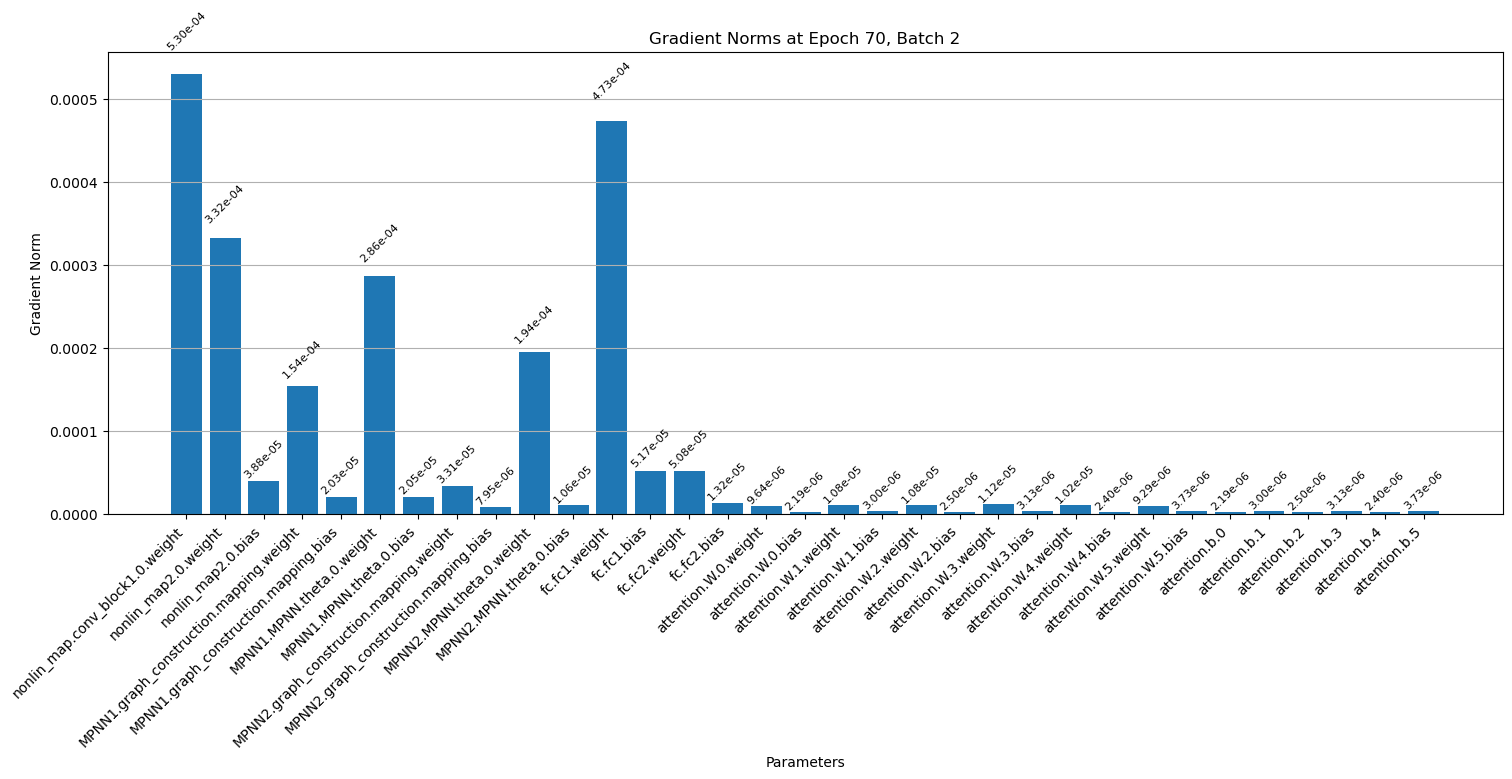 Gradient Norms at Epoch 70, Batch 2
Gradient Norm
0.0005
0.0004
0.0003
0.0002
0.0001
0.0000
5.30e-04
3.32e-04
3.88e-05
1.54e-04
2.03e-05
2.86e-04
2.05e-05
3.31e-05
7.95e-06
1.94e-04
1.06e-05
4.73e-04
5.17e-05
5.08e-05
1.32e-05
9.64e-06
2.19e-06
1.08e-05
3.00e-06
1.08e-05
2.50e-06
1.12e-05
3.13e-06
1.02e-05
2.40e-06
9.29e-06
3.73e-06
2.19e-06
3.00e-06
2.50e-06
3.13e-06
2.40e-06
3.73e-06
nonlin_map.conv_block1.0.weight
nonlin_map2.0.weight
nonlin_map2.0.bias
MPNN1.graph_construction.mapping.weight
MPNN1.graph_construction.mapping.bias
MPNN1.MPNN.theta.0.weight
MPNN1.MPNN.theta.0.bias
MPNN2.graph_construction.mapping.weight
MPNN2.graph_construction.mapping.bias
MPNN2.MPNN.theta.0.weight
MPNN2.MPNN.theta.0.bias
fc.fc1.weight
fc.fc1.bias
fc.fc2.weight
fc.fc2.bias
attention.W.0.weight
attention.W.0.bias
attention.W.1.weight
attention.W.1.bias
attention.W.2.weight
attention.W.2.bias
attention.W.3.weight
attention.W.3.bias
attention.W.4.weight
attention.W.4.bias
attention.W.5.weight
attention.W.5.bias
attention.b.0
attention.b.1
attention.b.2
attention.b.3
attention.b.4
attention.b.5
Parameters